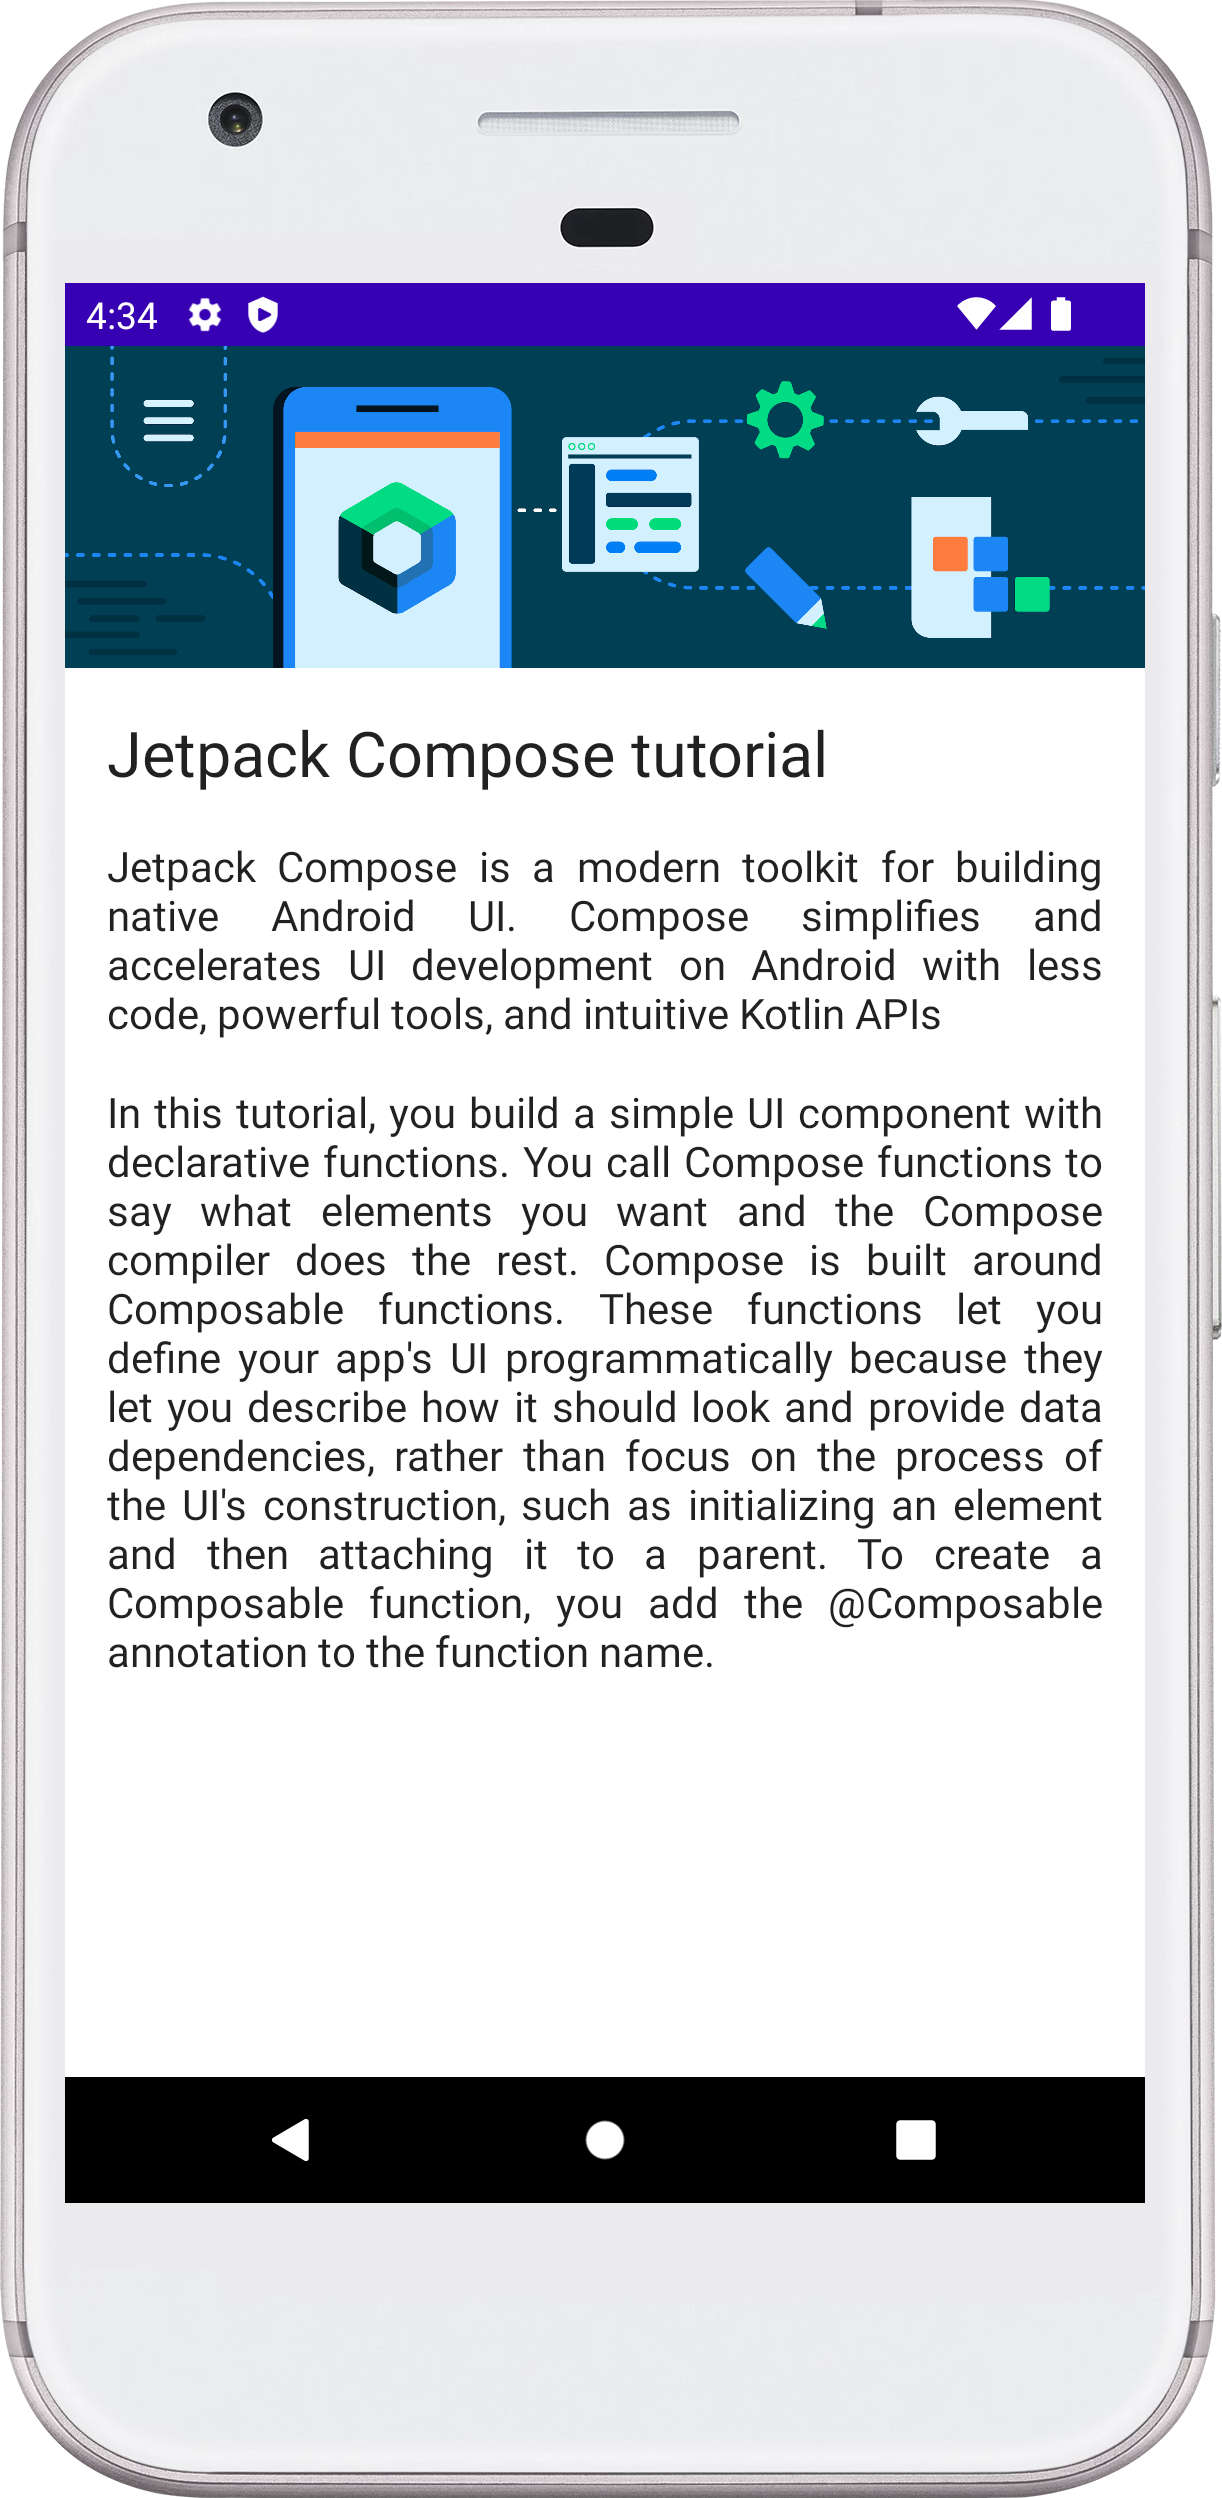 4:34
Jetpack Compose tutorial
Jetpack Compose is a modern toolkit for building
native Android UI. Compose simplifies and
accelerates UI development on Android with less
code, powerful tools, and intuitive Kotlin APIs
In this tutorial, you build a simple UI component with
declarative functions. You call Compose functions to
say what elements you want and the Compose
compiler does the rest. Compose is built around
Composable functions. These functions let you
define your app's UI programmatically because they
let you describe how it should look and provide data
dependencies, rather than focus on the process of
the UI's construction, such as initializing an element
and then attaching it to a parent. To create a
Composable function, you add the @Composable
annotation to the function name.